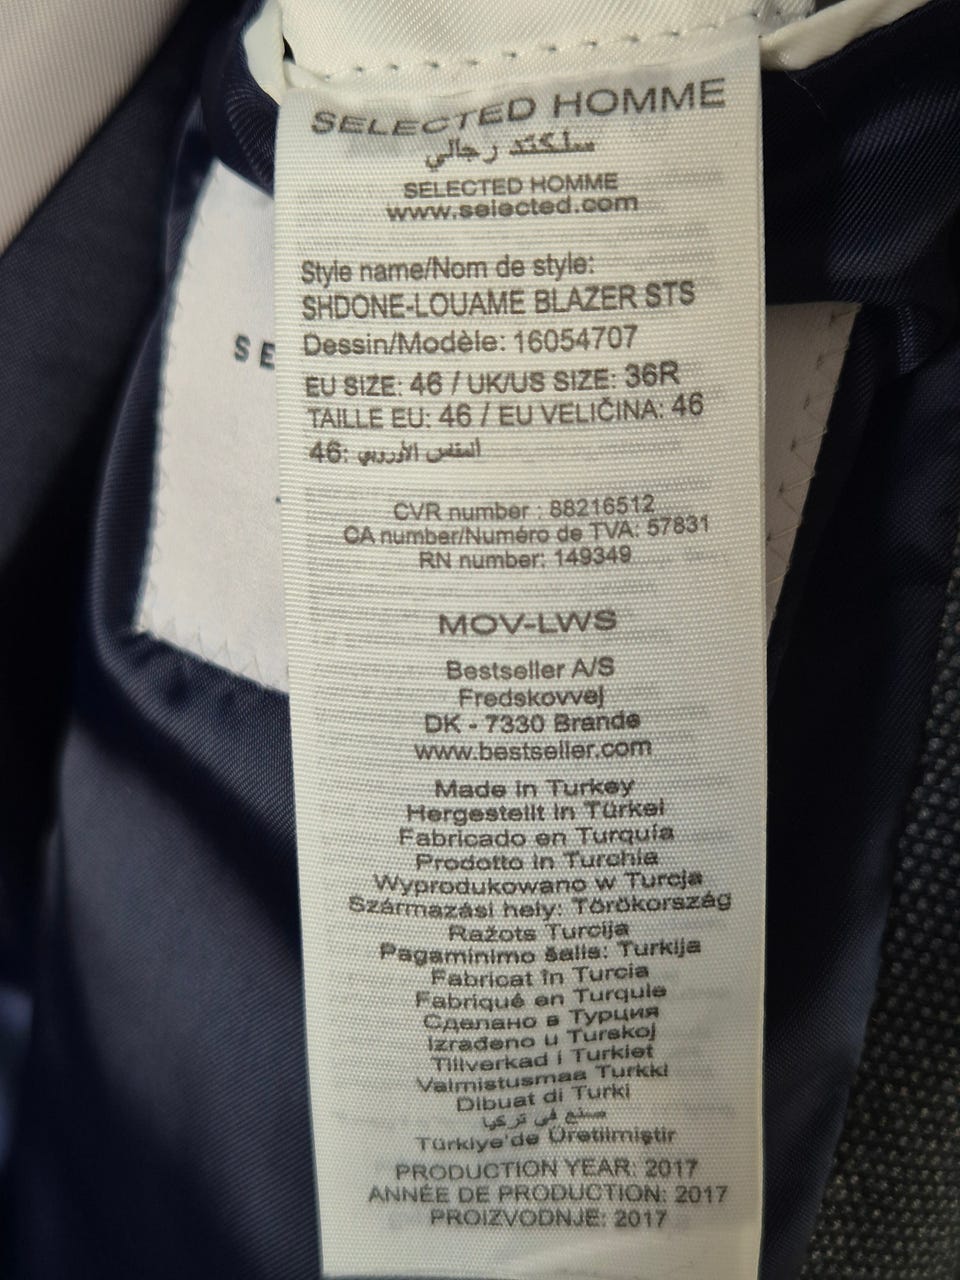 SELECTED HOMME
سلكتد رجالي
SELECTED HOMME
www.selected.com
Style name/Nom de style:
SHDONE-LOUAME BLAZER STS
Dessin/Modèle: 16054707
EU SIZE: 46 / UK/US SIZE: 36R
TAILLE EU: 46 / EU VELIČINA: 46
المقاس الأوروبي :46
S E
CVR number : 88216512
CA number/Numéro de TVA: 57831
RN number: 149349
MOV-LWS
Bestseller A/S
Fredskovvej
DK - 7330 Brande
www.bestseller.com
Made in Turkey
Hergestellt in Türkei
Fabricado en Turquía
Prodotto in Turchia
Wyprodukowano w Turcja
Származási hely: Törökország
Ražots Turcija
Pagaminimo šalis: Turkija
Fabricat în Turcia
Fabriqué en Turquie
Сделано в Турция
Izrađeno u Turskoj
Tillverkad i Turkiet
Valmistusmaa Turkki
Dibuat di Turki
صنع في تركيا
Türkiye'de Üretilmiştir
PRODUCTION YEAR: 2017
ANNÉE DE PRODUCTION: 2017
PROIZVODNJE: 2017